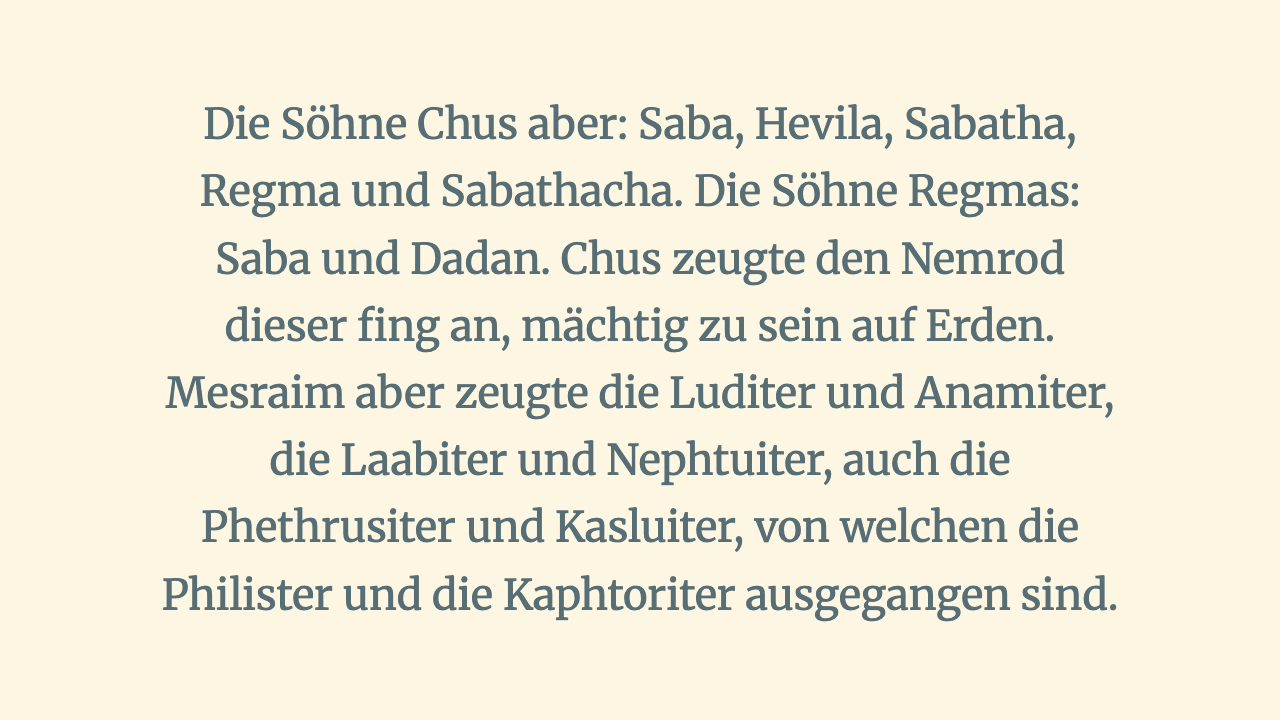 Die Söhne Chus aber: Saba, Hevila, Sabatha,
Regma und Sabathacha. Die Söhne Regmas:
Saba und Dadan. Chus zeugte den Nemrod
dieser fing an, mächtig zu sein auf Erden.
Mesraim aber zeugte die Luditer und Anamiter,
die Laabiter und Nephtuiter, auch die
Phethrusiter und Kasluiter, von welchen die
Philister und die Kaphtoriter ausgegangen sind.